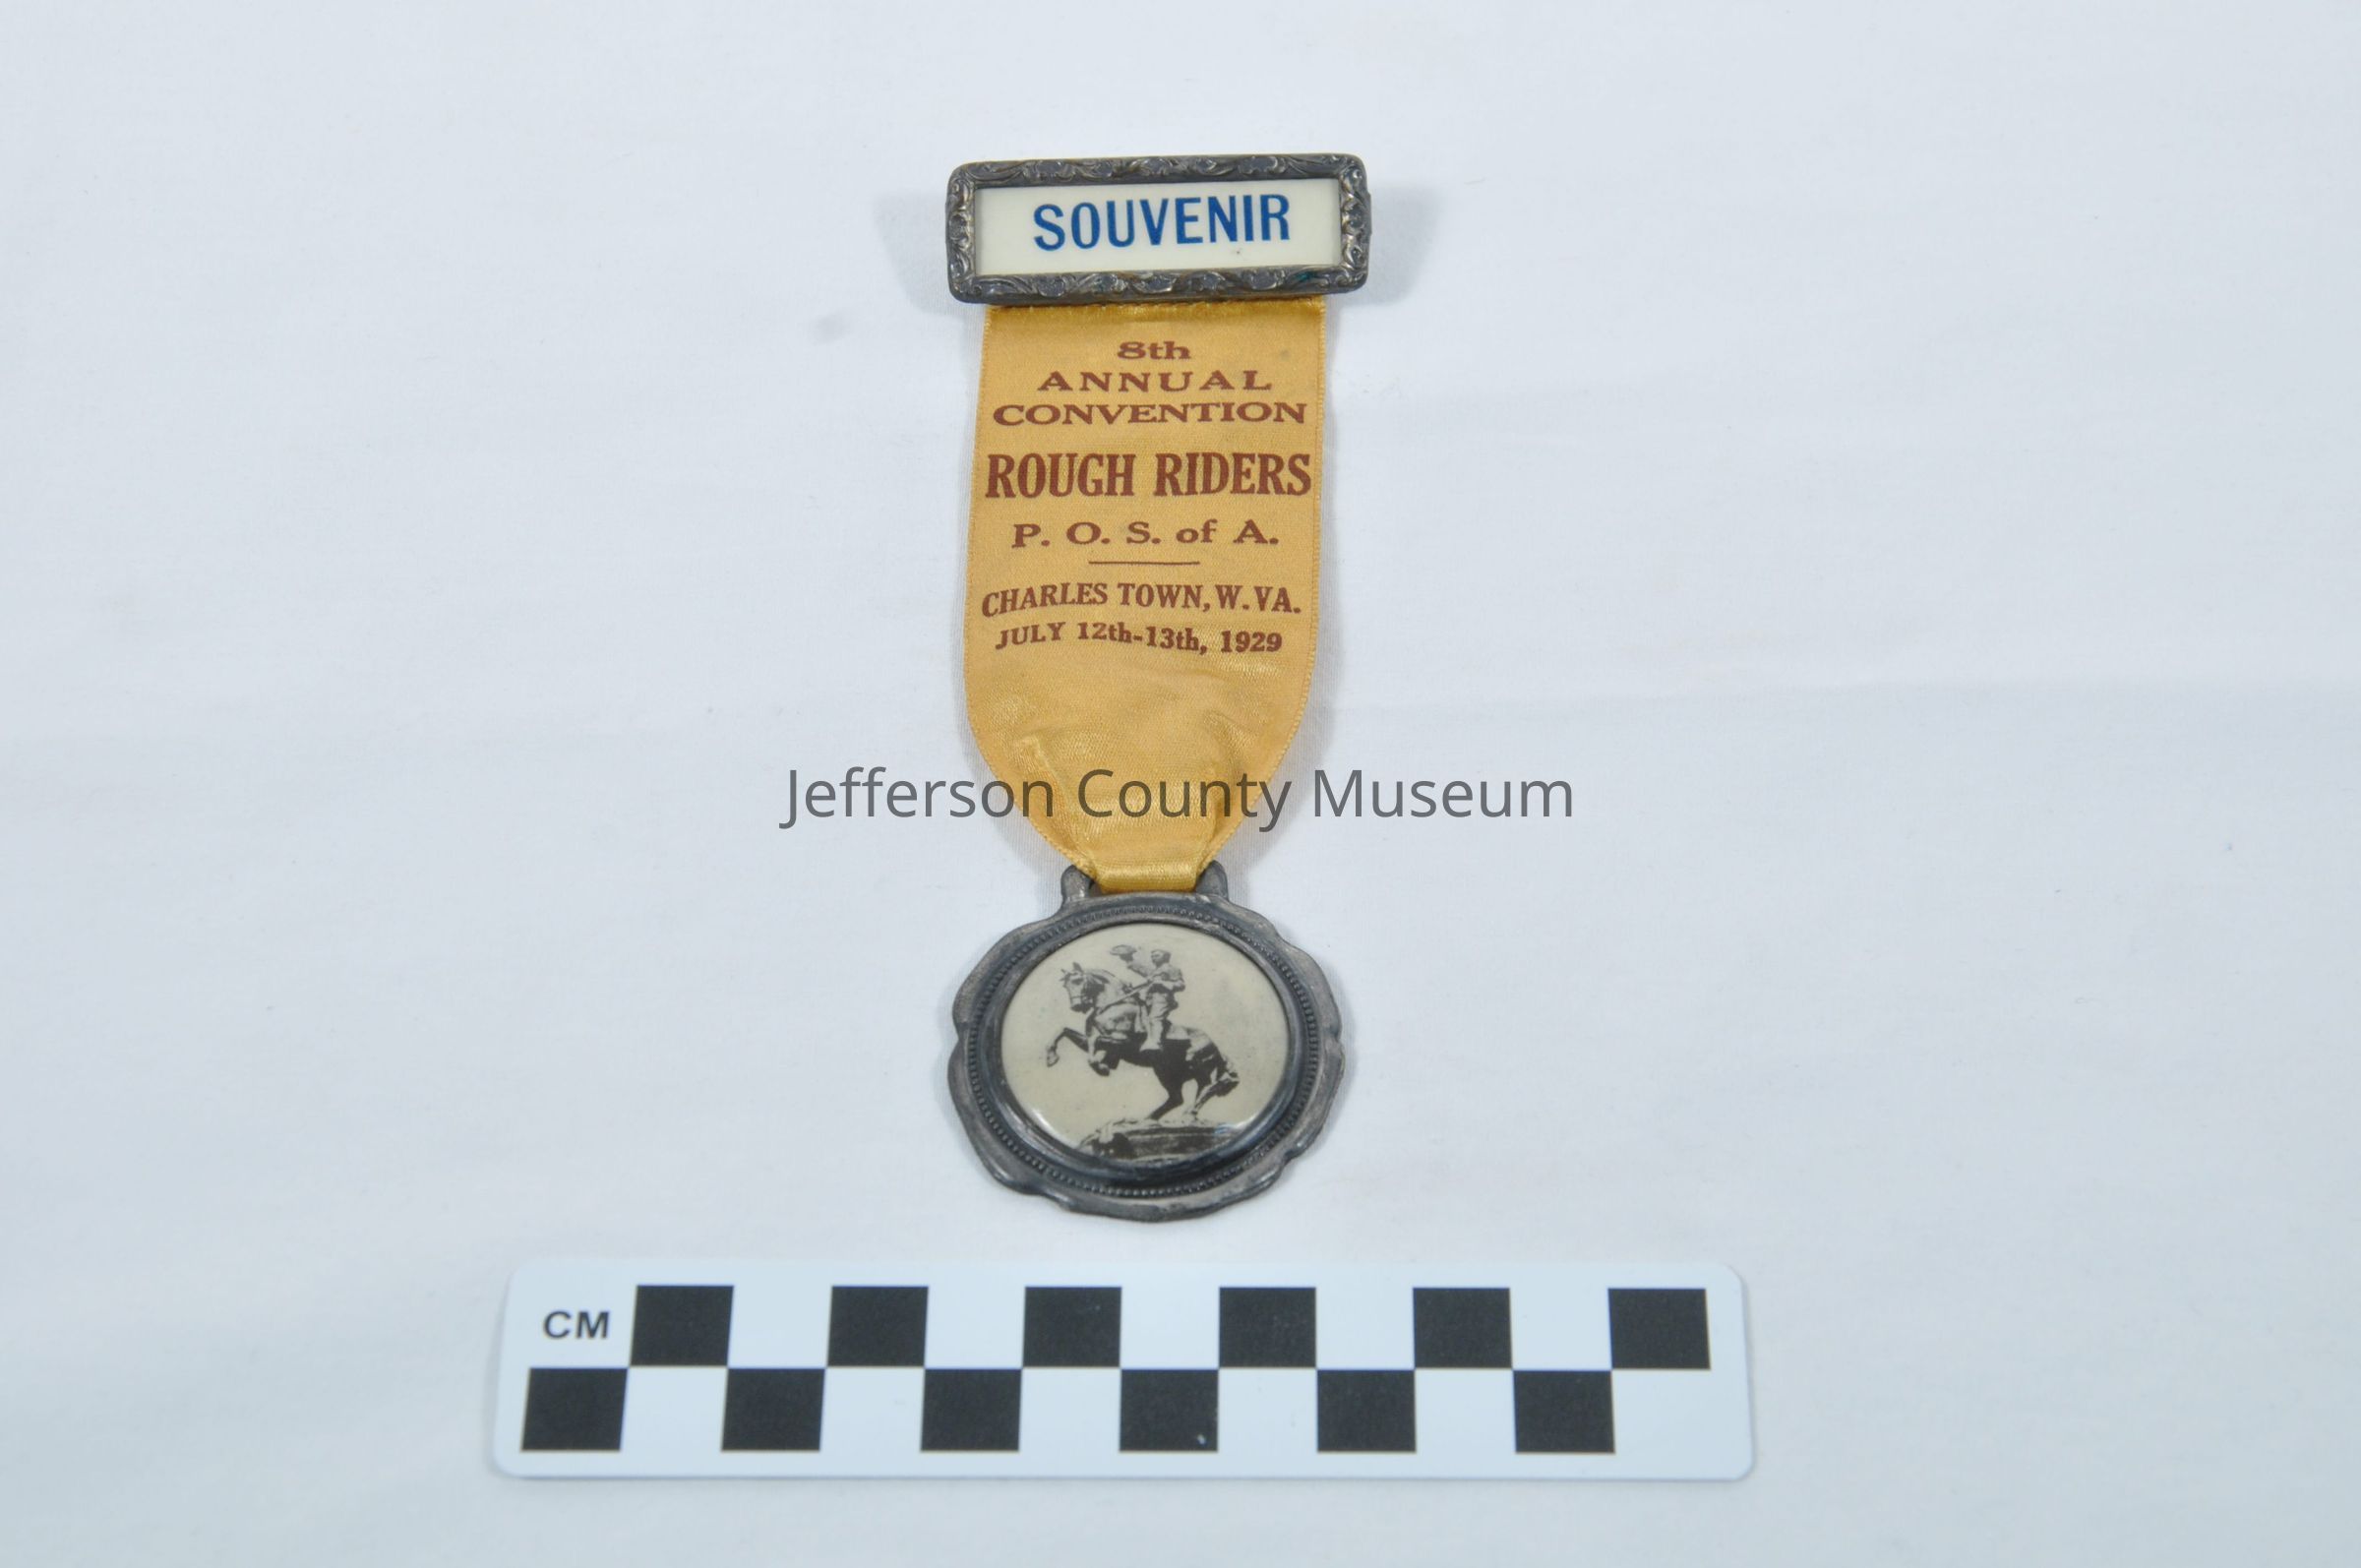 SOUVENIR
8th
ANNUAL
CONVENTION
ROUGH RIDERS
P. O. S. of A.
CHARLES TOWN, W. VA.
JULY 12th-13th, 1929
Jefferson County Museum
CM